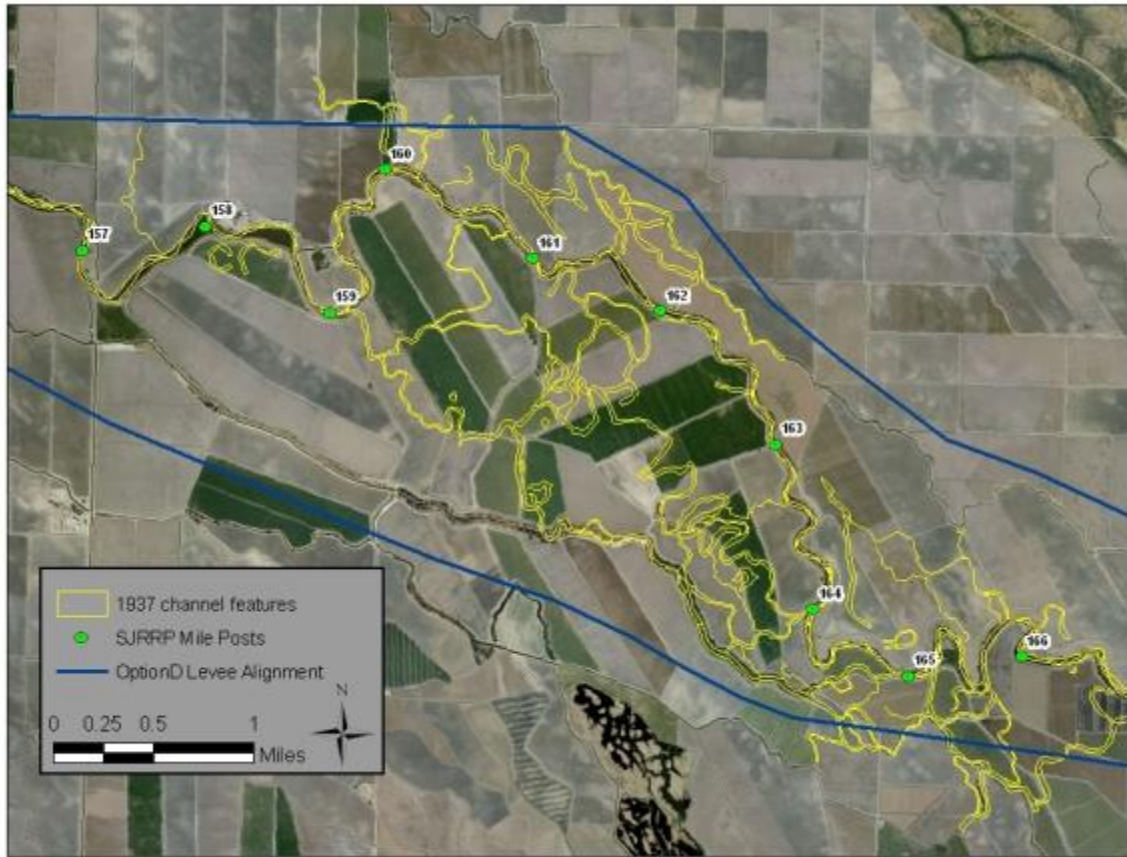 160
158
157
161
159
162
163
164
165
166
1937 channel features
SJRRP Mile Posts
OptionD Levee Alignment
N
0 0.25 0.5 1
Miles